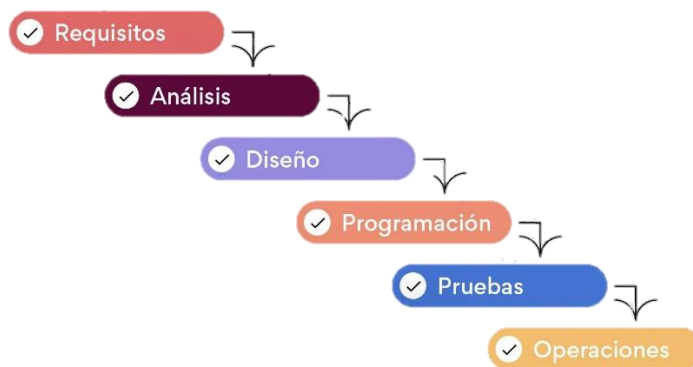 Requisitos
Análisis
Diseño
Programación
Pruebas
Operaciones